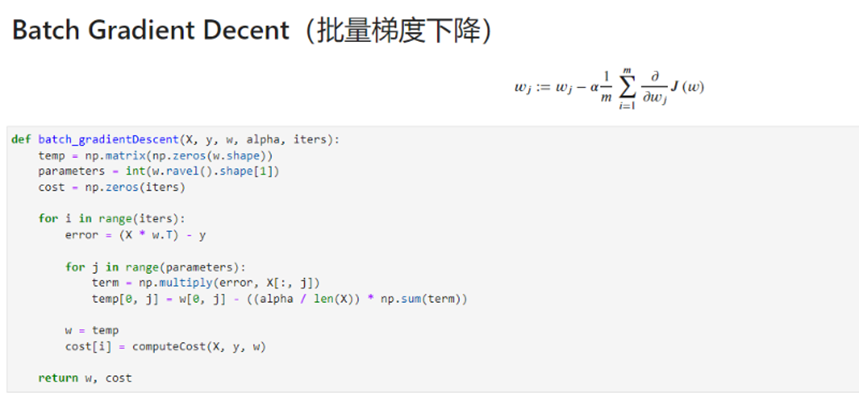 Batch Gradient Decent（批量梯度下降）
w_j := w_j − α \frac{1}{m} \sum_{i=1}^{m} \frac{∂}{∂w_j} J (w)
def batch_gradientDescent(X, y, w, alpha, iters):
    temp = np.matrix(np.zeros(w.shape))
    parameters = int(w.ravel().shape[1])
    cost = np.zeros(iters)
    for i in range(iters):
        error = (X * w.T) - y
        for j in range(parameters):
            term = np.multiply(error, X[:, j])
            temp[0, j] = w[0, j] - ((alpha / len(X)) * np.sum(term))
        w = temp
        cost[i] = computeCost(X, y, w)
    return w, cost